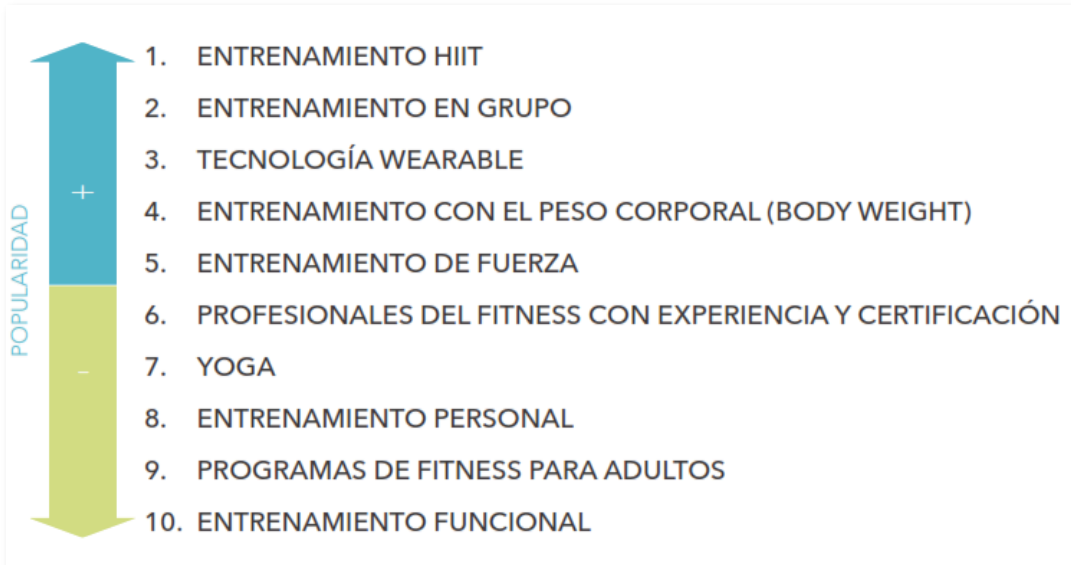 POPULARIDAD
+
-
1. ENTRENAMIENTO HIIT
2. ENTRENAMIENTO EN GRUPO
3. TECNOLOGÍA WEARABLE
4. ENTRENAMIENTO CON EL PESO CORPORAL (BODY WEIGHT)
5. ENTRENAMIENTO DE FUERZA
6. PROFESIONALES DEL FITNESS CON EXPERIENCIA Y CERTIFICACIÓN
7. YOGA
8. ENTRENAMIENTO PERSONAL
9. PROGRAMAS DE FITNESS PARA ADULTOS
10. ENTRENAMIENTO FUNCIONAL